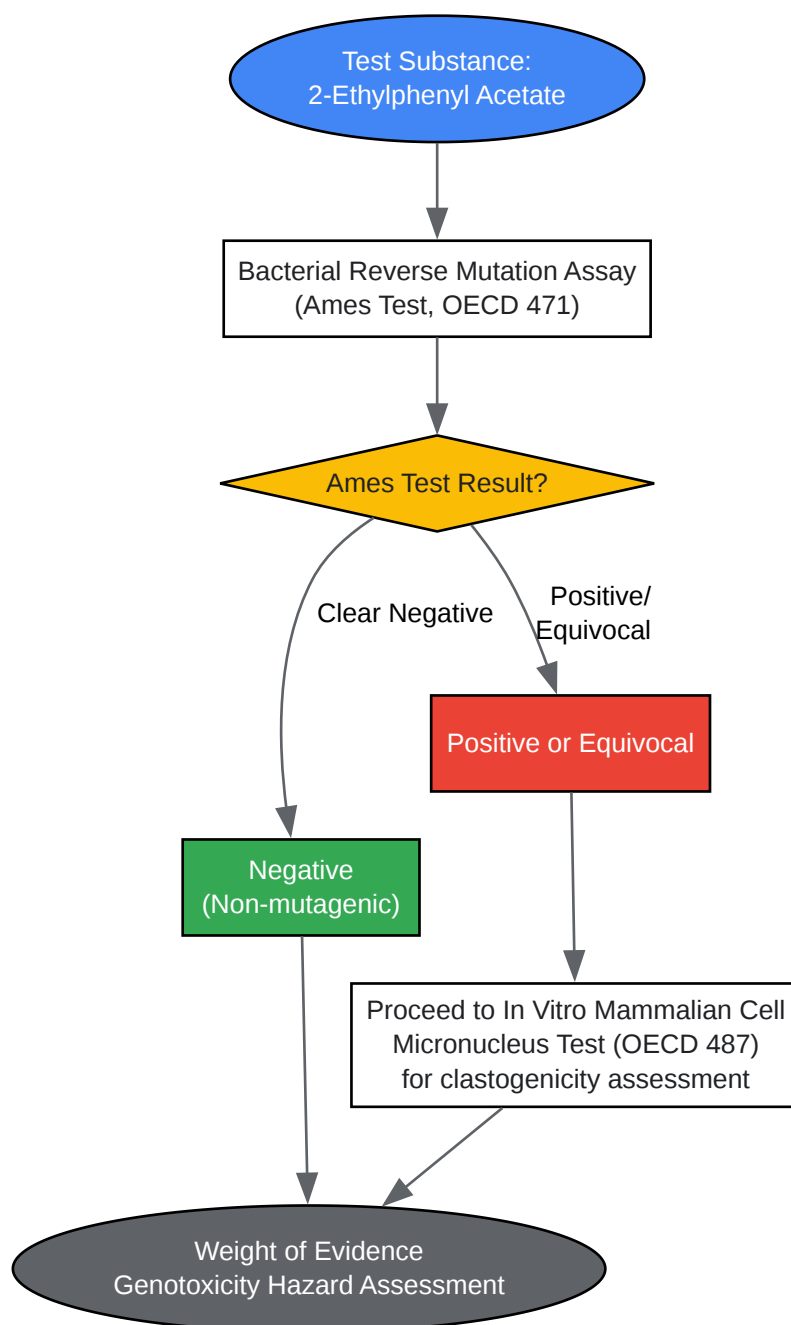 Test Substance:
2-Ethylphenyl Acetate
Bacterial Reverse Mutation Assay
(Ames Test, OECD 471)
Ames Test Result?
Clear Negative
Positive/
Equivocal
Positive or Equivocal
Negative
(Non-mutagenic)
Proceed to In Vitro Mammalian Cell
Micronucleus Test (OECD 487)
for clastogenicity assessment
Weight of Evidence
Genotoxicity Hazard Assessment